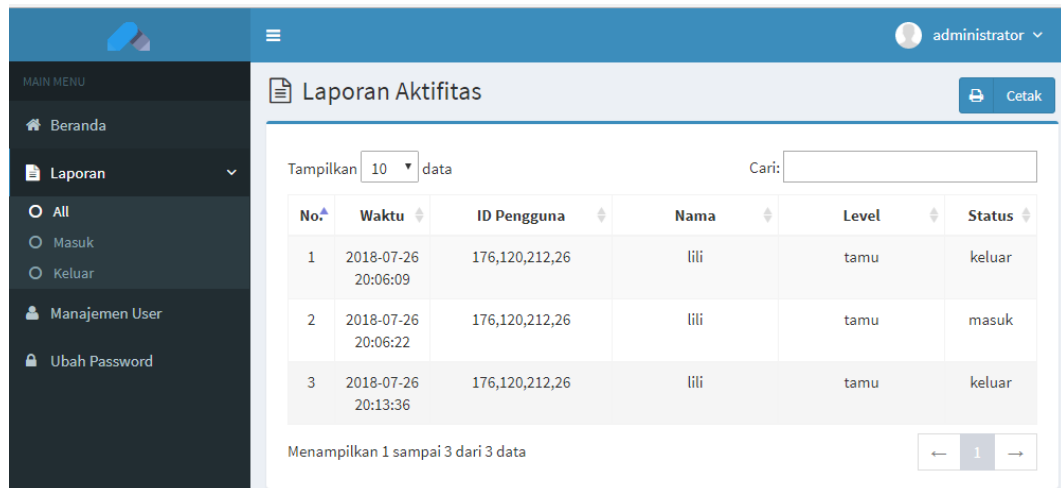 administrator
MAIN MENU
Beranda
Laporan
All
Masuk
Keluar
Manajemen User
Ubah Password
Laporan Aktifitas
Cetak
Tampilkan 10 data Cari:
No. Waktu ID Pengguna Nama Level Status
1 2018-07-26 176,120,212,26 lili tamu keluar
20:06:09
2 2018-07-26 176,120,212,26 lili tamu masuk
20:06:22
3 2018-07-26 176,120,212,26 lili tamu keluar
20:13:36
Menampilkan 1 sampai 3 dari 3 data ← 1 →